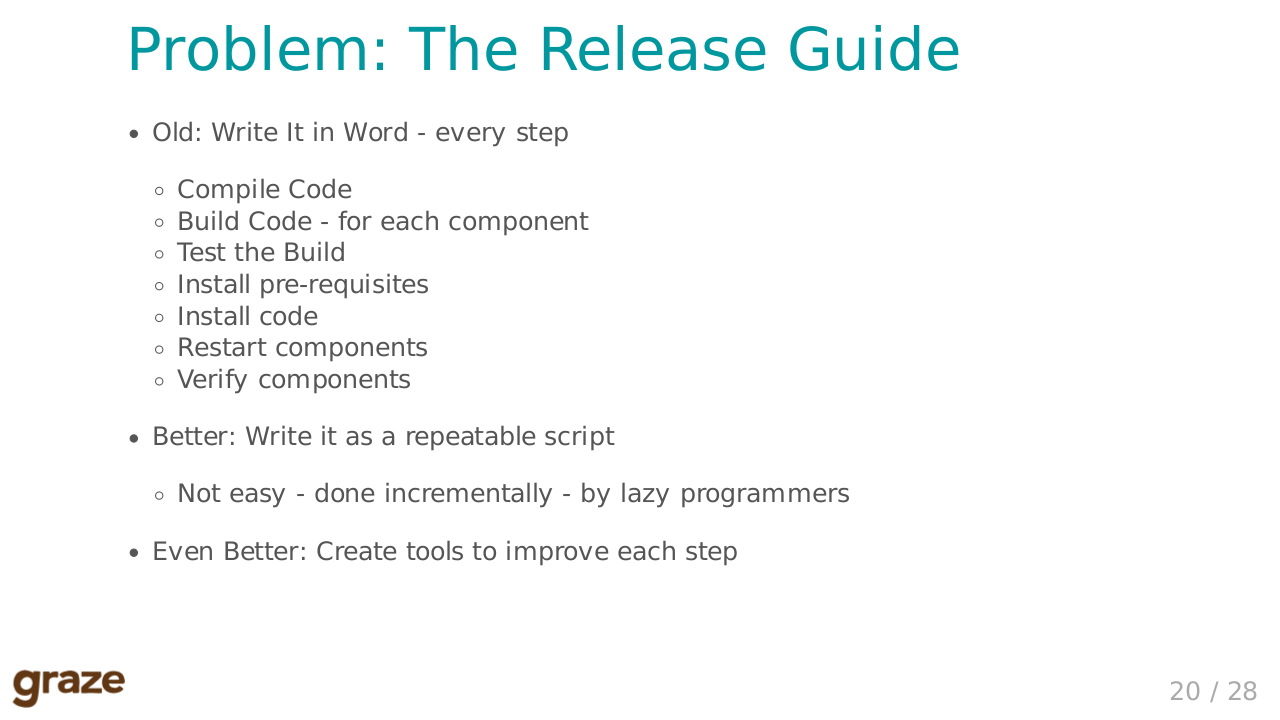 Problem: The Release Guide
• Old: Write It in Word - every step
◦ Compile Code
◦ Build Code - for each component
◦ Test the Build
◦ Install pre-requisites
◦ Install code
◦ Restart components
◦ Verify components
• Better: Write it as a repeatable script
◦ Not easy - done incrementally - by lazy programmers
• Even Better: Create tools to improve each step
graze
20 / 28